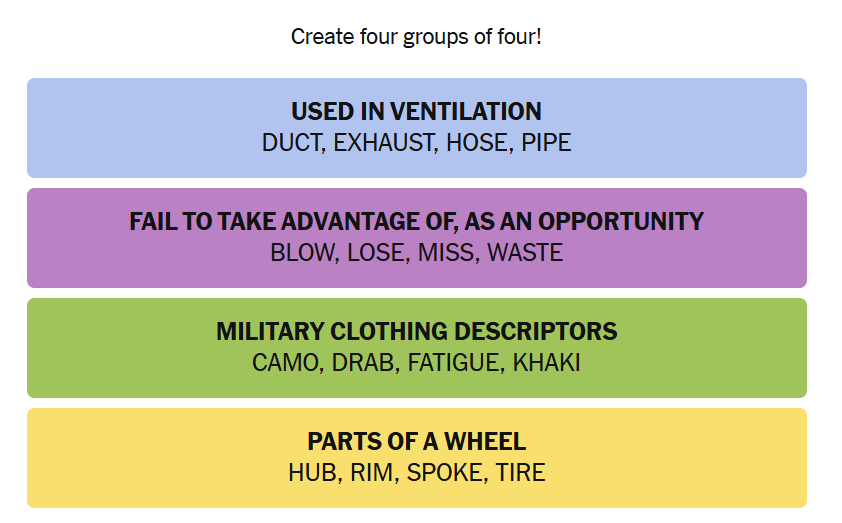 Create four groups of four!
USED IN VENTILATION
DUCT, EXHAUST, HOSE, PIPE
FAIL TO TAKE ADVANTAGE OF, AS AN OPPORTUNITY
BLOW, LOSE, MISS, WASTE
MILITARY CLOTHING DESCRIPTORS
CAMO, DRAB, FATIGUE, KHAKI
PARTS OF A WHEEL
HUB, RIM, SPOKE, TIRE